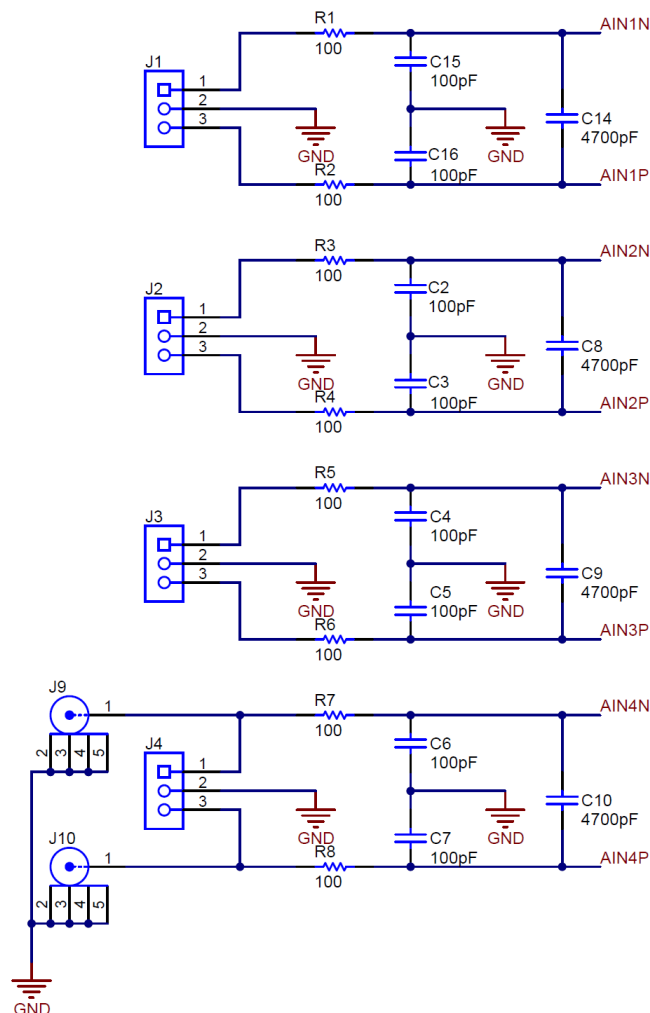 R1
100
AIN1N
J1
1
2
3
C15
100pF
GND
GND
C14
4700pF
C16
100pF
R2
100
AIN1P
R3
100
AIN2N
J2
1
2
3
C2
100pF
GND
GND
C8
4700pF
C3
100pF
R4
100
AIN2P
R5
100
AIN3N
J3
1
2
3
C4
100pF
GND
GND
C9
4700pF
C5
100pF
R6
100
AIN3P
J9
1
2
3
4
5
R7
100
AIN4N
J4
1
2
3
C6
100pF
GND
GND
C10
4700pF
C7
100pF
J10
1
2
3
4
5
R8
100
AIN4P
GND